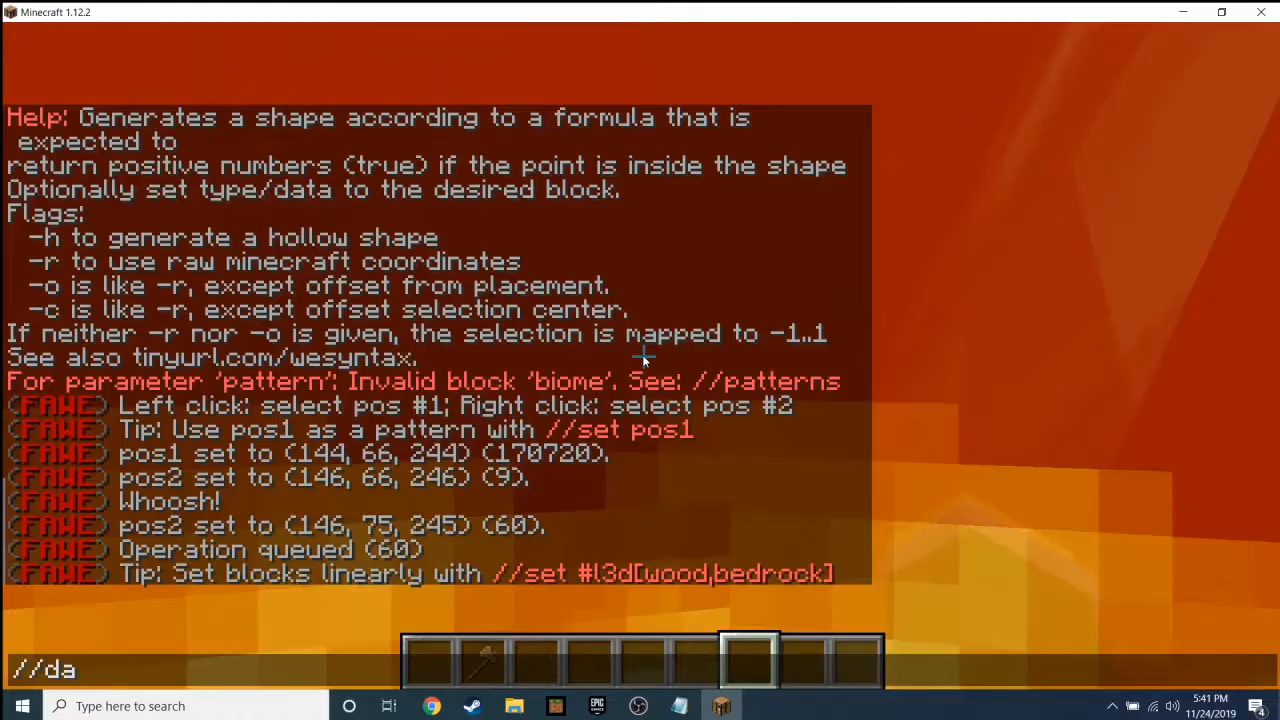 Minecraft 1.12.2
Help: Generates a shape according to a formula that is
expected to
return positive numbers (true) if the point is inside the shape
Optionally set type/data to the desired block.
Flags:
-h to generate a hollow shape
-r to use raw minecraft coordinates
-o is like -r, except offset from placement.
-c is like -r, except offset selection center.
If neither -r nor -o is given, the selection is mapped to -1..1
See also tinyurl.com/wesyntax.
For parameter 'pattern': Invalid block 'biome'. See: //patterns
(FAWE) Left click: select pos #1; Right click: select pos #2
(FAWE) Tip: Use pos1 as a pattern with //set pos1
(FAWE) pos1 set to (144, 66, 244) (170720).
(FAWE) pos2 set to (146, 66, 246) (9).
(FAWE) Whoosh!
(FAWE) pos2 set to (146, 75, 245) (60).
(FAWE) Operation queued (60)
(FAWE) Tip: Set blocks linearly with //set #l3d[wood,bedrock]
//da
Type here to search
EPIC GAMES
5:41 PM
11/24/2019
4